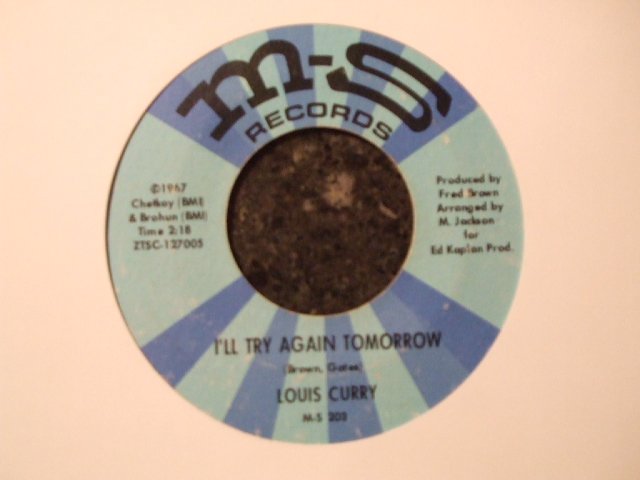 M-S
RECORDS
©1967
Chetkay (BMI)
& Brohun (BMI)
Time 2:18
ZTSC-127005
Produced by
Fred Brown
Arranged by
M. Jackson
for
Ed Kaplan Prod.
I'LL TRY AGAIN TOMORROW
(Brown, Gates)
LOUIS CURRY
M-S 203